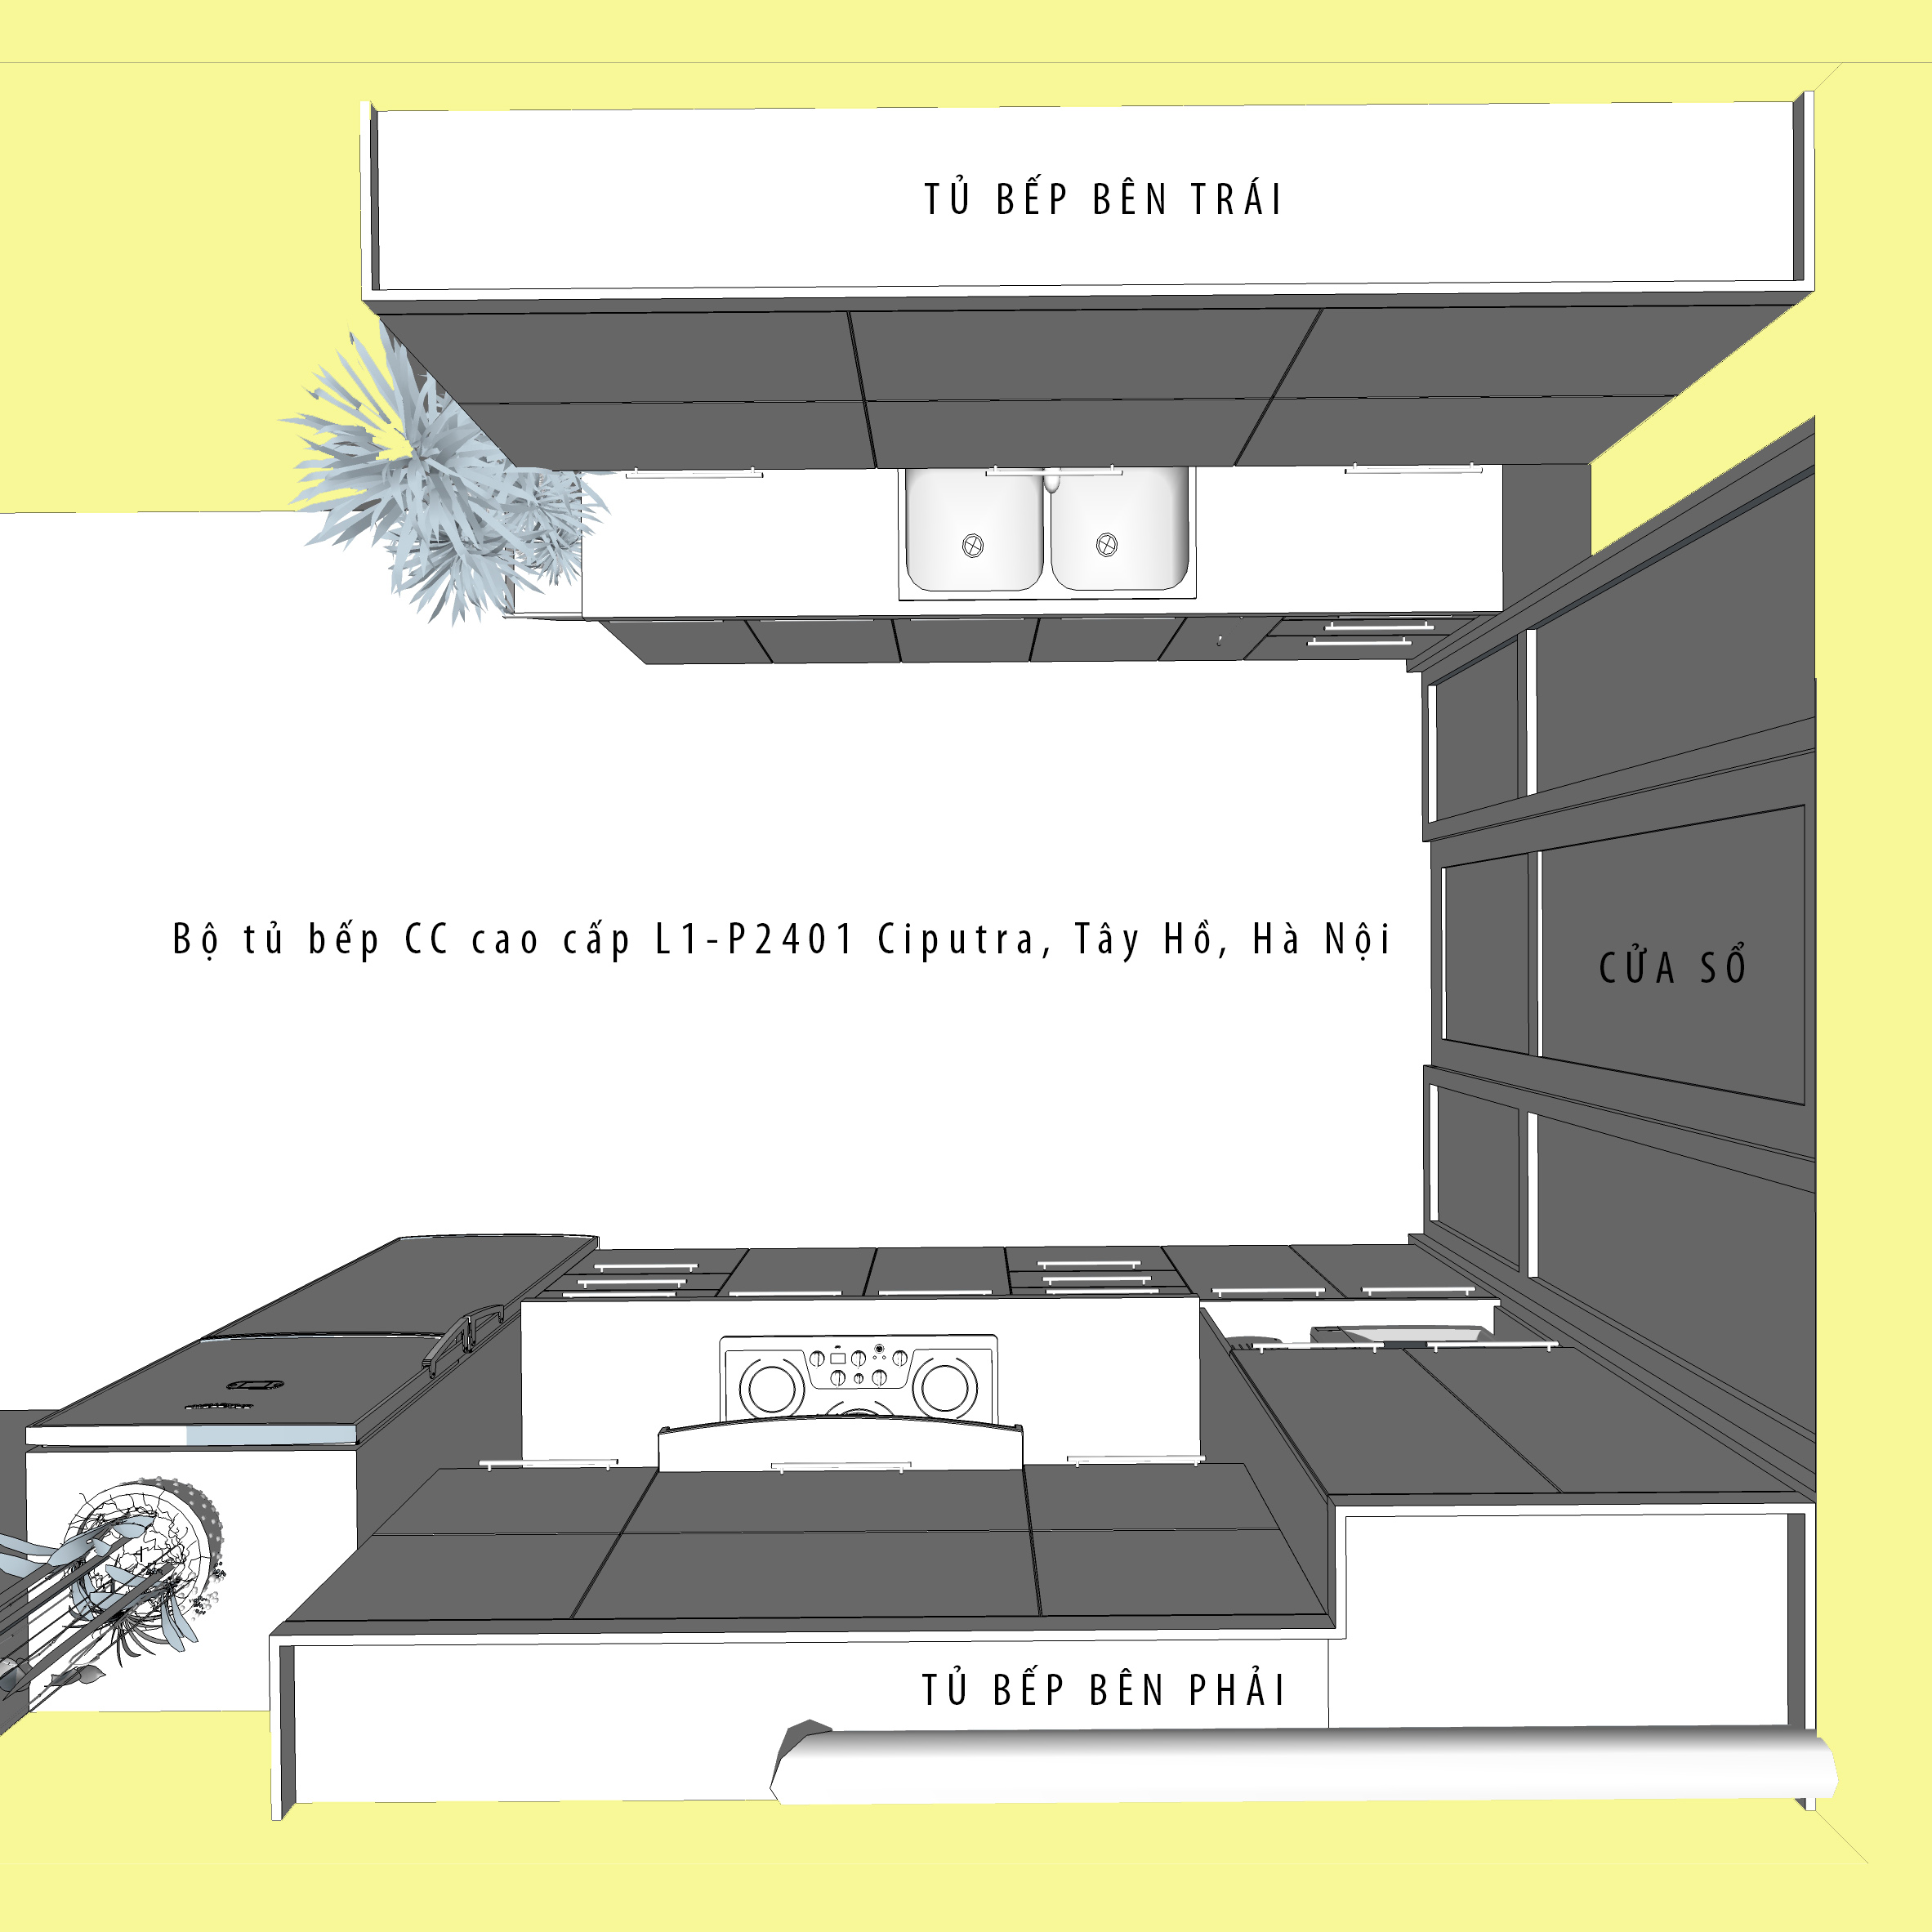 TỦ BẾP BÊN TRÁI
Bộ tủ bếp CC cao cấp L1-P2401 Ciputra, Tây Hồ, Hà Nội
CỬA SỔ
TỦ BẾP BÊN PHẢI